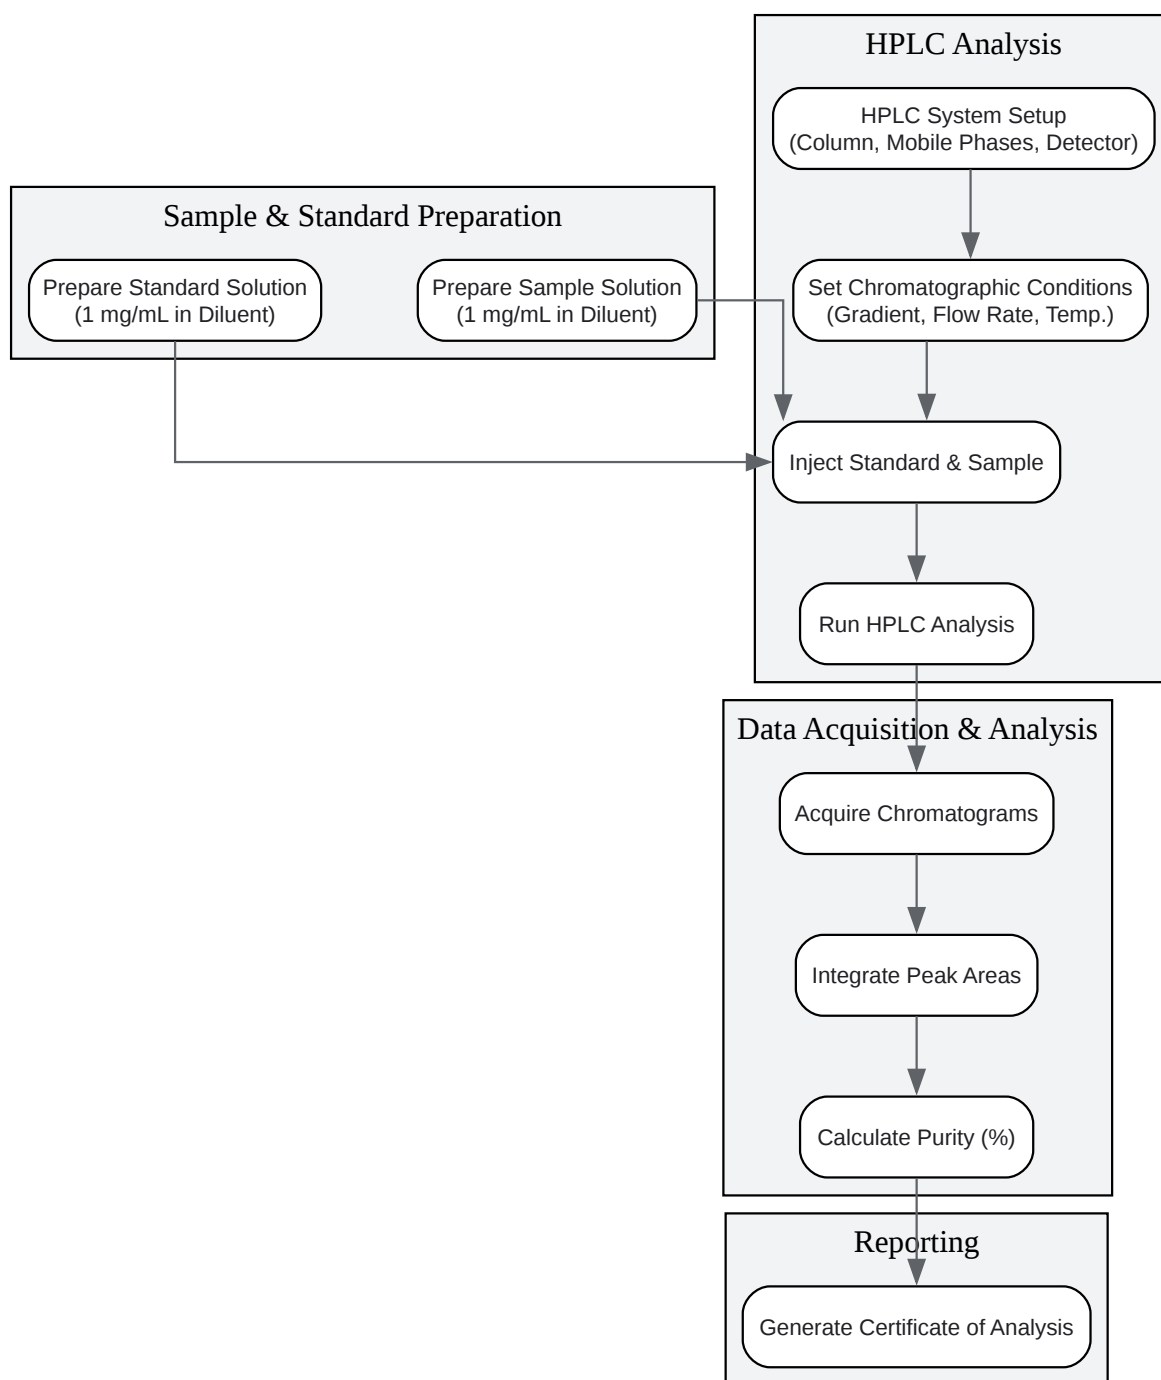 HPLC Analysis
HPLC System Setup
(Column, Mobile Phases, Detector)
Sample & Standard Preparation
Prepare Standard Solution
(1 mg/mL in Diluent)
Prepare Sample Solution
(1 mg/mL in Diluent)
Set Chromatographic Conditions
(Gradient, Flow Rate, Temp.)
Inject Standard & Sample
Run HPLC Analysis
Data Acquisition & Analysis
Acquire Chromatograms
Integrate Peak Areas
Calculate Purity (%)
Reporting
Generate Certificate of Analysis